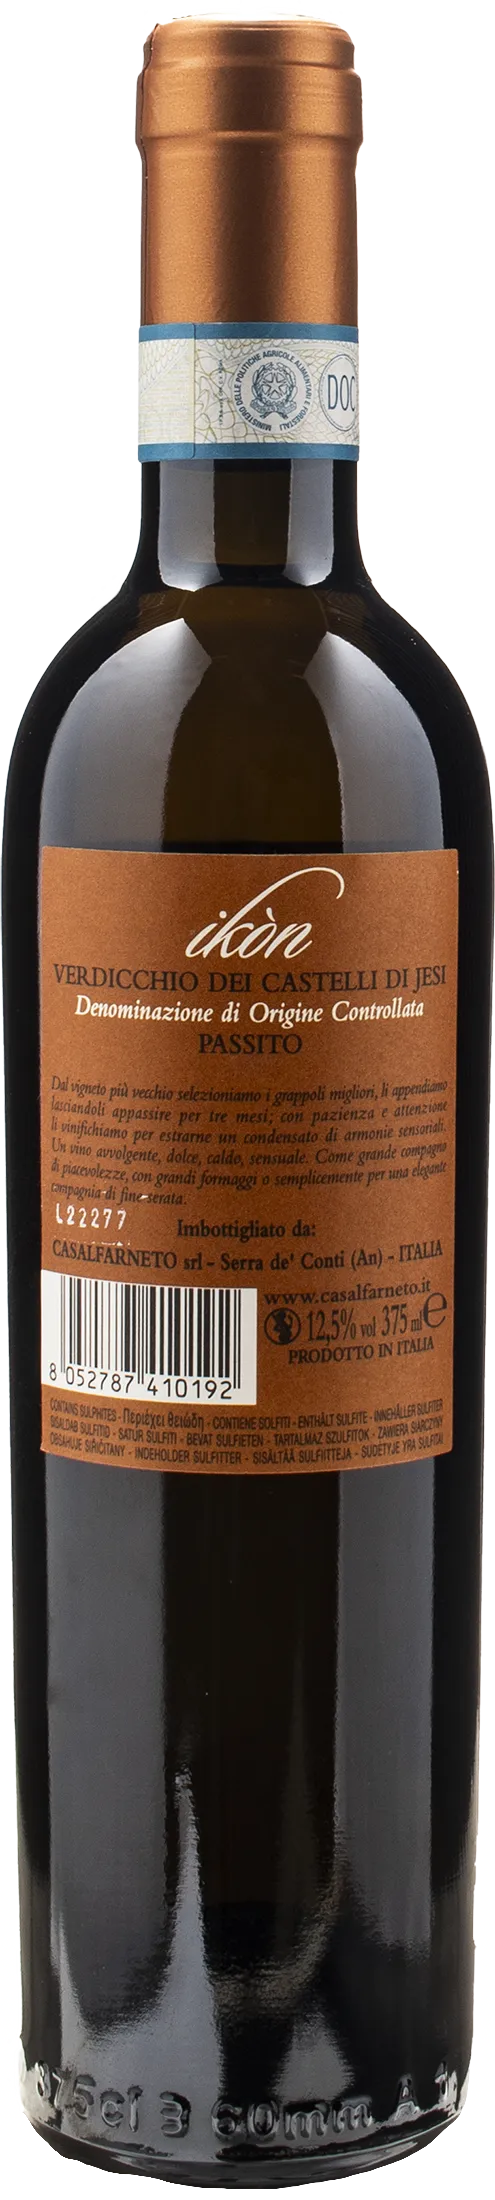 MINISTERO DELLE POLITICHE AGRICOLE ALIMENTARI E FORESTALI
DOC
ikòn
VERDICCHIO DEI CASTELLI DI JESI
Denominazione di Origine Controllata
PASSITO
Dal vigneto più vecchio selezioniamo i grappoli migliori, li appendiamo
lasciandoli appassire per tre mesi; con pazienza e attenzione
li vinifichiamo per estrarne un condensato di armonie sensoriali.
Un vino avvolgente, dolce, caldo, sensuale. Come grande compagno
di piacevolezze, con grandi formaggi o semplicemente per una elegante
compagnia di fine serata.
L22277
Imbottigliato da:
CASALFARNETO srl - Serra de' Conti (An) - ITALIA
www.casalfarneto.it
12,5% vol 375 ml e
PRODOTTO IN ITALIA
8 052787 410192
CONTAINS SULPHITES - Περιέχει θειώδη - CONTIENE SOLFITI - ENTHÄLT SULFITE - INNEHÅLLER SULFITER
SISALDAB SULFITID - SATUR SULFITI - BEVAT SULFIETEN - TARTALMAZ SZULFITOK - ZAWIERA SIARCZYNY
OBSAHUJE SIŘIČITANY - INDEHOLDER SULFITTER - SISÄLTÄÄ SULFIITTEJA - SUDĖTYJE YRA SULFITAI
375cl 3 60mm A